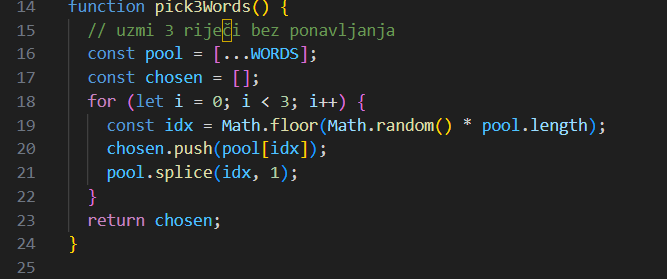 14 function pick3Words() {
15 // uzmi 3 riječi bez ponavljanja
16 const pool = [...WORDS];
17 const chosen = [];
18 for (let i = 0; i < 3; i++) {
19 const idx = Math.floor(Math.random() * pool.length);
20 chosen.push(pool[idx]);
21 pool.splice(idx, 1);
22 }
23 return chosen;
24 }
25